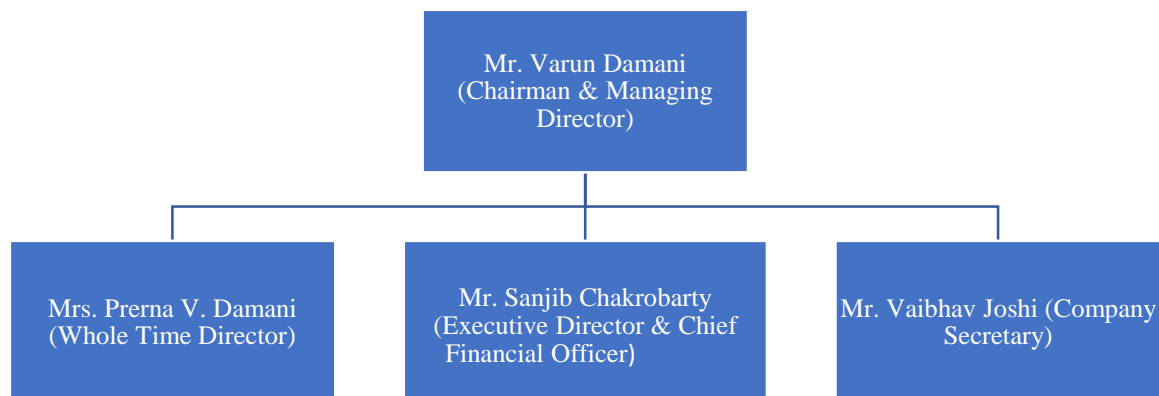 Mr. Varun Damani
(Chairman & Managing
Director)
Mrs. Prerna V. Damani
(Whole Time Director)
Mr. Sanjib Chakrobarty
(Executive Director & Chief
Financial Officer)
Mr. Vaibhav Joshi (Company
Secretary)